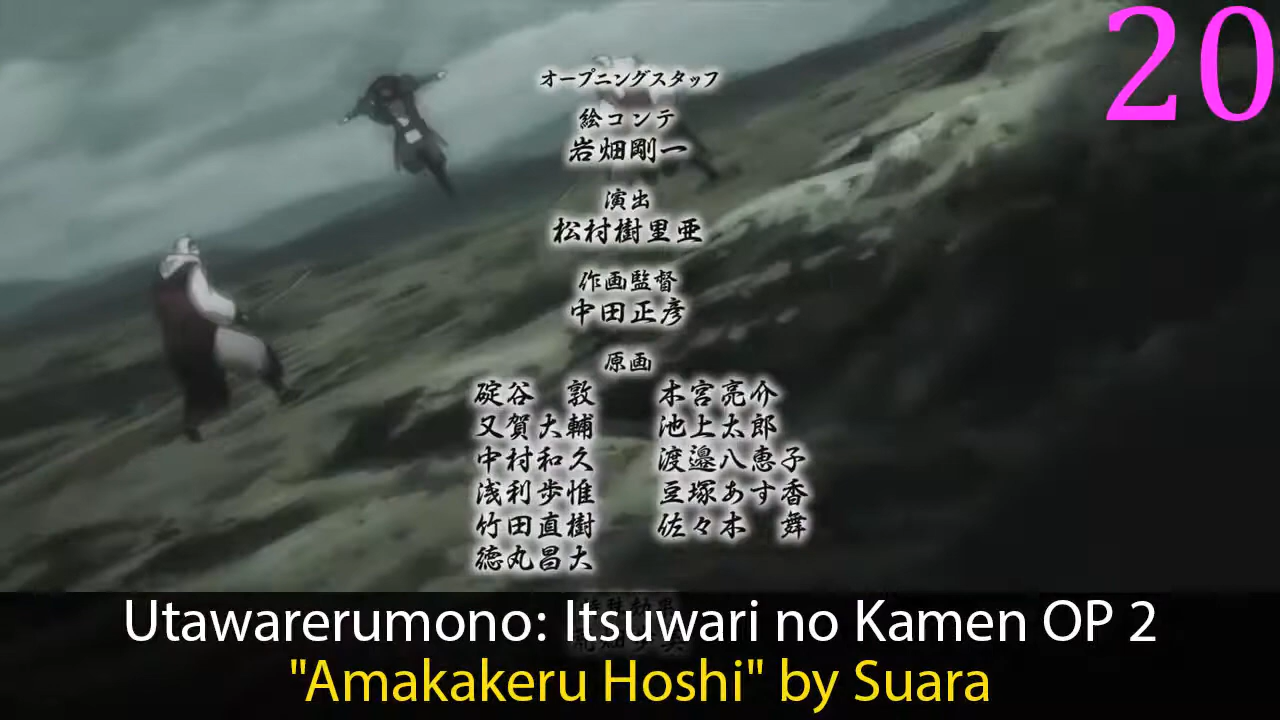 20
オープニングスタッフ
絵コンテ
岩畑剛一
演出
松村樹里亜
作画監督
中田正彦
原画
碇谷 敦 本宮亮介
又賀大輔 池上太郎
中村和久 渡邉八恵子
浅利歩惟 豆塚あす香
竹田直樹 佐々木 舞
徳丸昌大
Utawarerumono: Itsuwari no Kamen OP 2
"Amakakeru Hoshi" by Suara